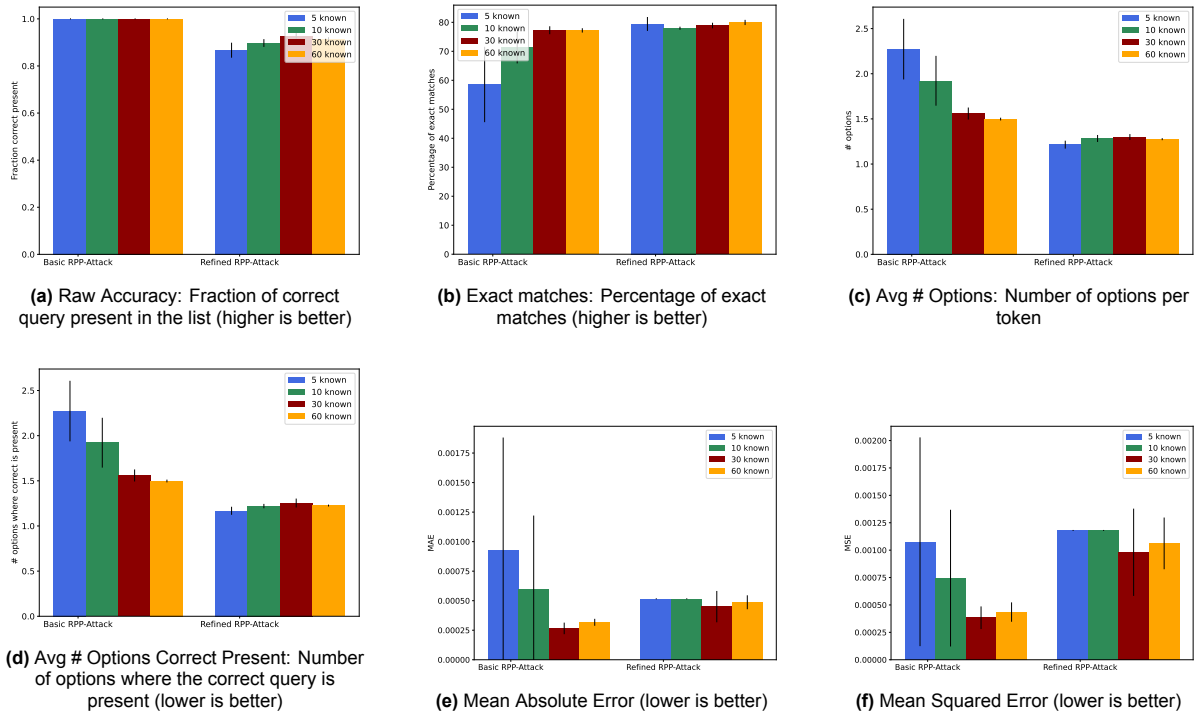 1.0
0.8
0.6
0.4
0.2
0.0
Fraction correct present
5 known
10 known
30 known
60 known
Basic RPP-Attack
Refined RPP-Attack
(a) Raw Accuracy: Fraction of correct
query present in the list (higher is better)
80
70
60
50
40
30
20
10
0
Percentage of exact matches
5 known
10 known
30 known
60 known
Basic RPP-Attack
Refined RPP-Attack
(b) Exact matches: Percentage of exact
matches (higher is better)
2.5
2.0
1.5
1.0
0.5
0.0
# options
5 known
10 known
30 known
60 known
Basic RPP-Attack
Refined RPP-Attack
(c) Avg # Options: Number of options per
token
2.5
2.0
1.5
1.0
0.5
0.0
# options where correct is present
5 known
10 known
30 known
60 known
Basic RPP-Attack
Refined RPP-Attack
(d) Avg # Options Correct Present: Number
of options where the correct query is
present (lower is better)
0.00175
0.00150
0.00125
0.00100
0.00075
0.00050
0.00025
0.00000
MAE
5 known
10 known
30 known
60 known
Basic RPP-Attack
Refined RPP-Attack
(e) Mean Absolute Error (lower is better)
0.00200
0.00175
0.00150
0.00125
0.00100
0.00075
0.00050
0.00025
0.00000
MSE
5 known
10 known
30 known
60 known
Basic RPP-Attack
Refined RPP-Attack
(f) Mean Squared Error (lower is better)